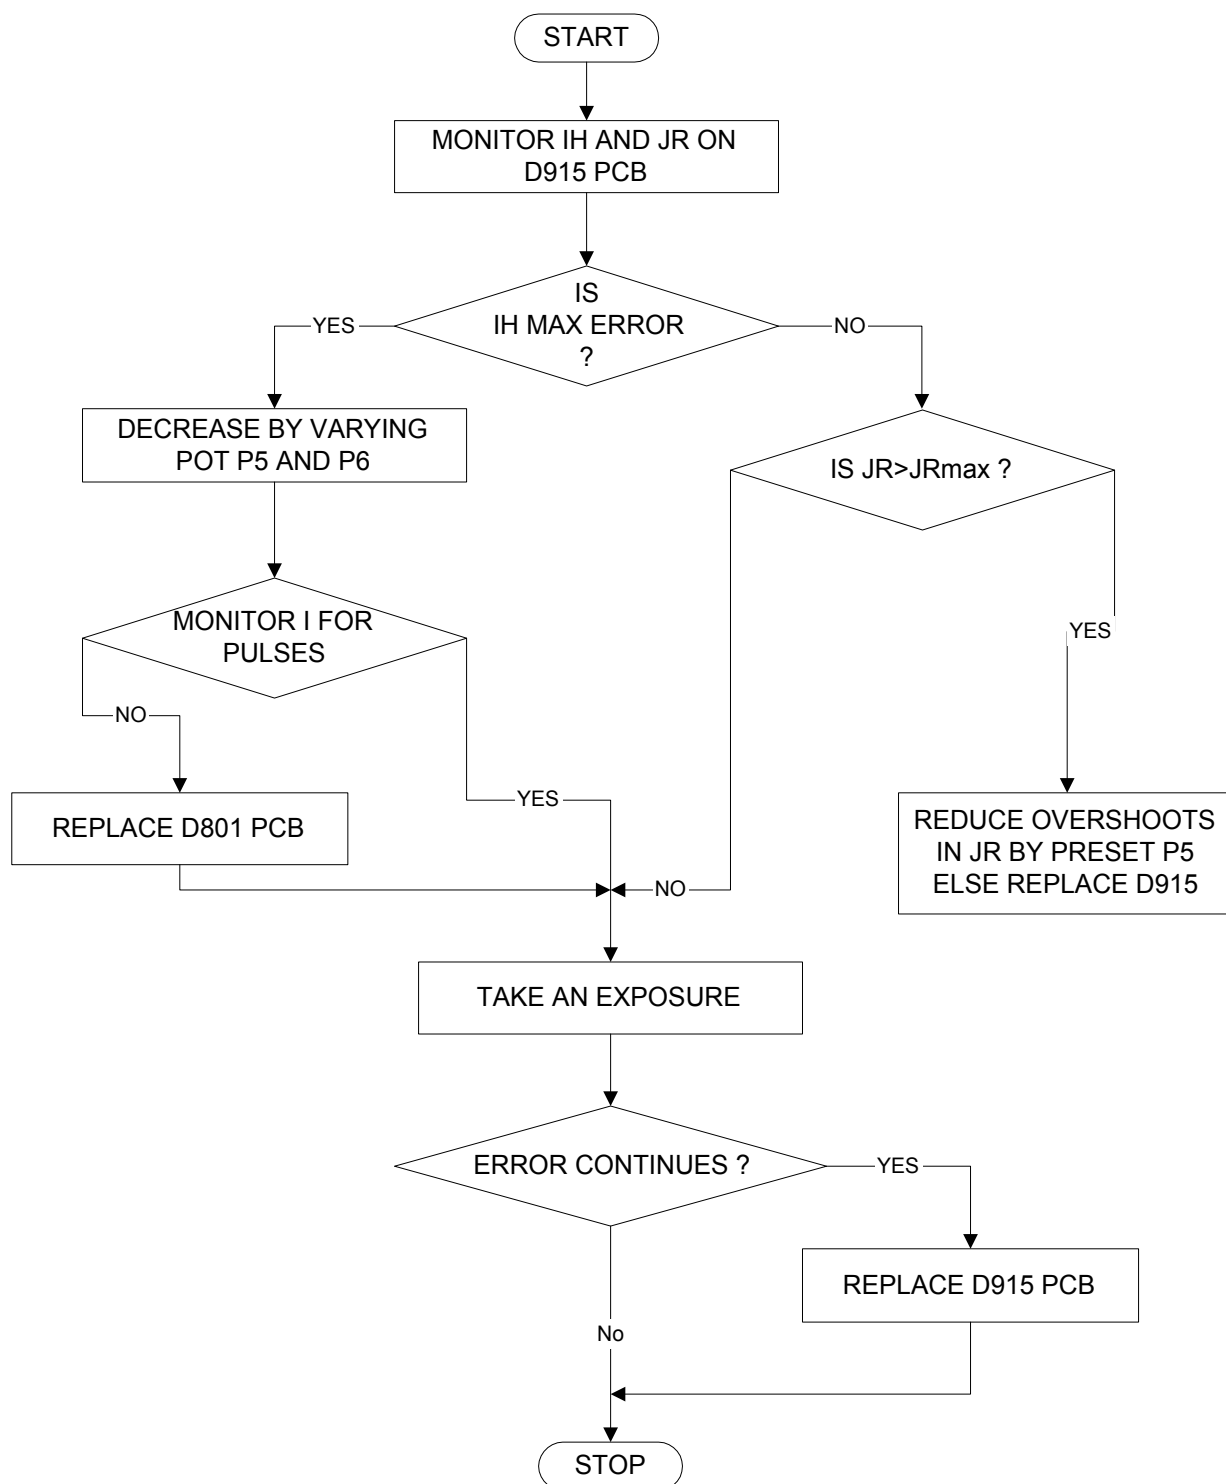 START
MONITOR IH AND JR ON
D915 PCB
IS
IH MAX ERROR
?
YES
NO
DECREASE BY VARYING
POT P5 AND P6
IS JR>JRmax ?
MONITOR I FOR
PULSES
YES
NO
YES
REPLACE D801 PCB
REDUCE OVERSHOOTS
IN JR BY PRESET P5
ELSE REPLACE D915
NO
TAKE AN EXPOSURE
ERROR CONTINUES ?
YES
REPLACE D915 PCB
No
STOP